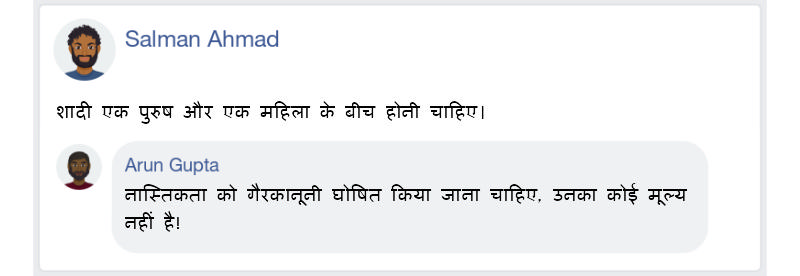 Salman Ahmad
शादी एक पुरुष और एक महिला के बीच होनी चाहिए।
Arun Gupta
नास्तिकता को गैरकानूनी घोषित किया जाना चाहिए, उनका कोई मूल्य
नहीं है!